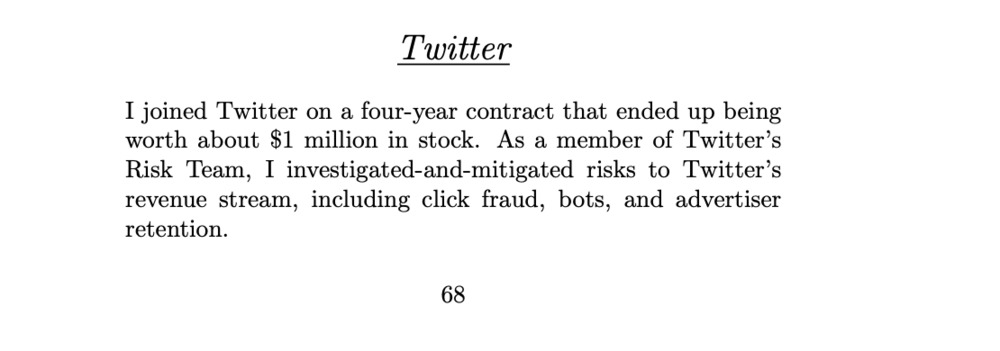 Twitter
I joined Twitter on a four-year contract that ended up being
worth about $1 million in stock. As a member of Twitter’s
Risk Team, I investigated-and-mitigated risks to Twitter’s
revenue stream, including click fraud, bots, and advertiser
retention.
68